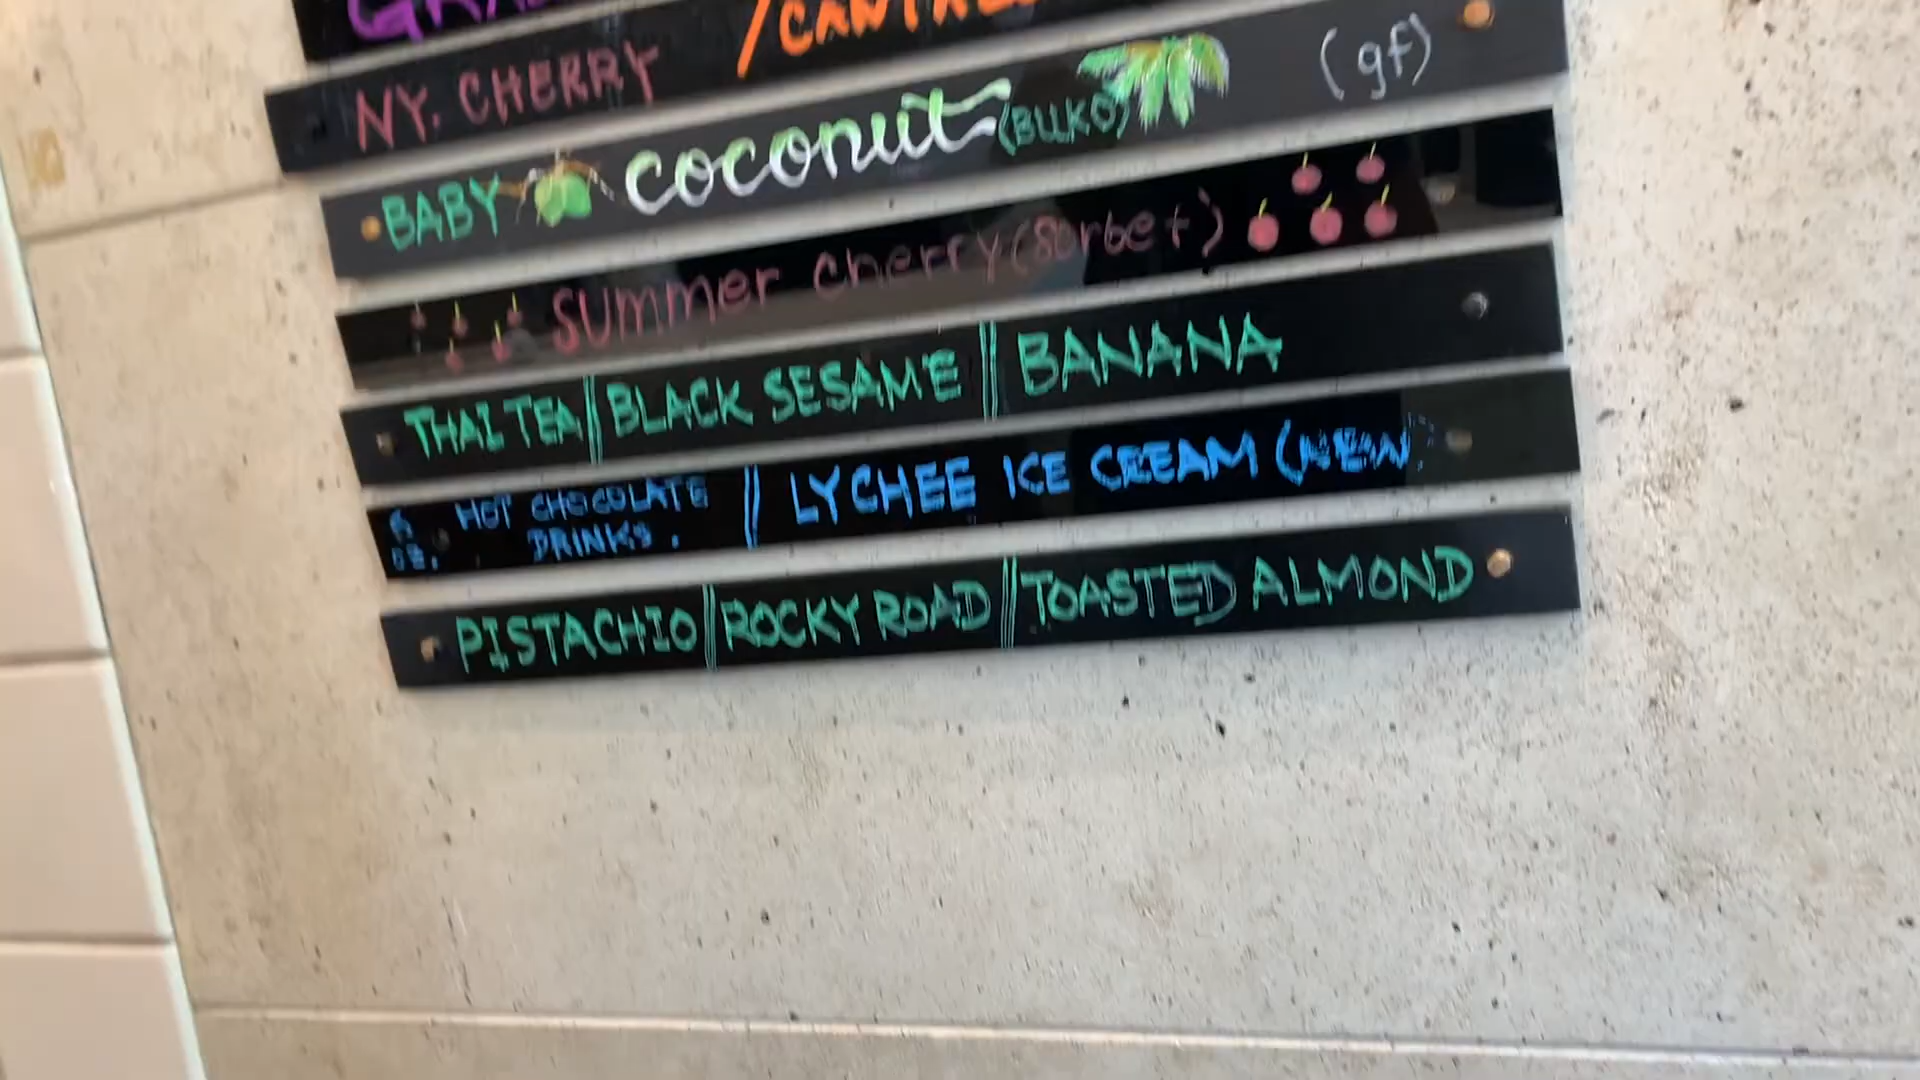 NY. CHERRY
BABY coconut (BUKO) (gf)
summer cherry (sorbet)
THAI TEA || BLACK SESAME || BANANA
HOT CHOCOLATE DRINKS. || LYCHEE ICE CREAM (NEW)
PISTACHIO || ROCKY ROAD || TOASTED ALMOND